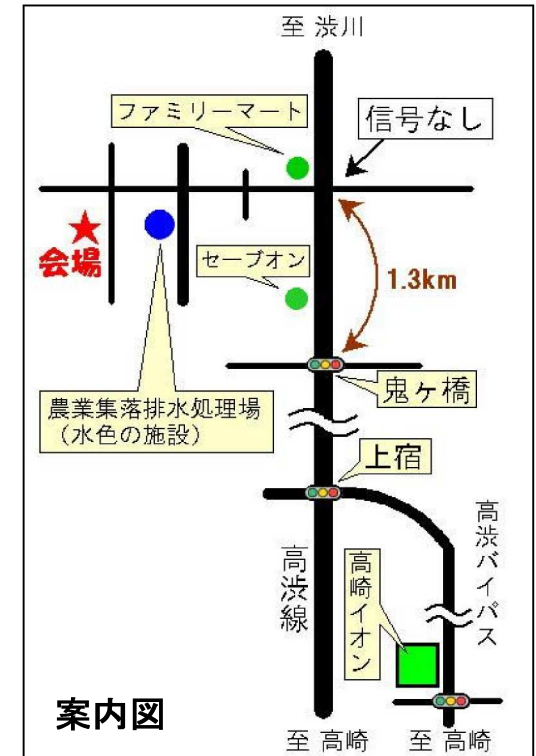 至 渋川
ファミリーマート
信号なし
会場
セーブオン
1.3km
鬼ヶ橋
農業集落排水処理場
(水色の施設)
上宿
高渋線
高崎イオン
高渋バイパス
案内図
至 高崎
至 高崎